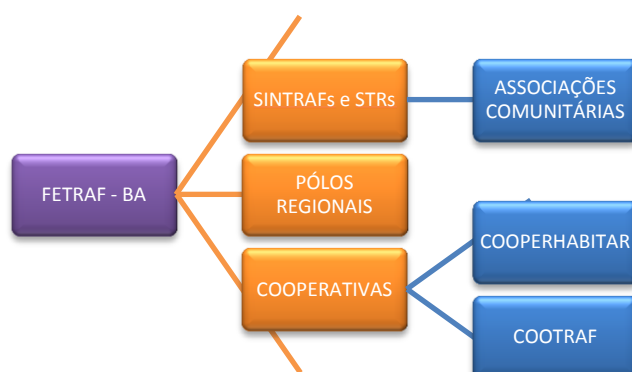 FETRAF - BA
SINTRAFs e STRs
PÓLOS
REGIONAIS
COOPERATIVAS
ASSOCIAÇÕES
COMUNITÁRIAS
COOPERHABITAR
COOTRAF